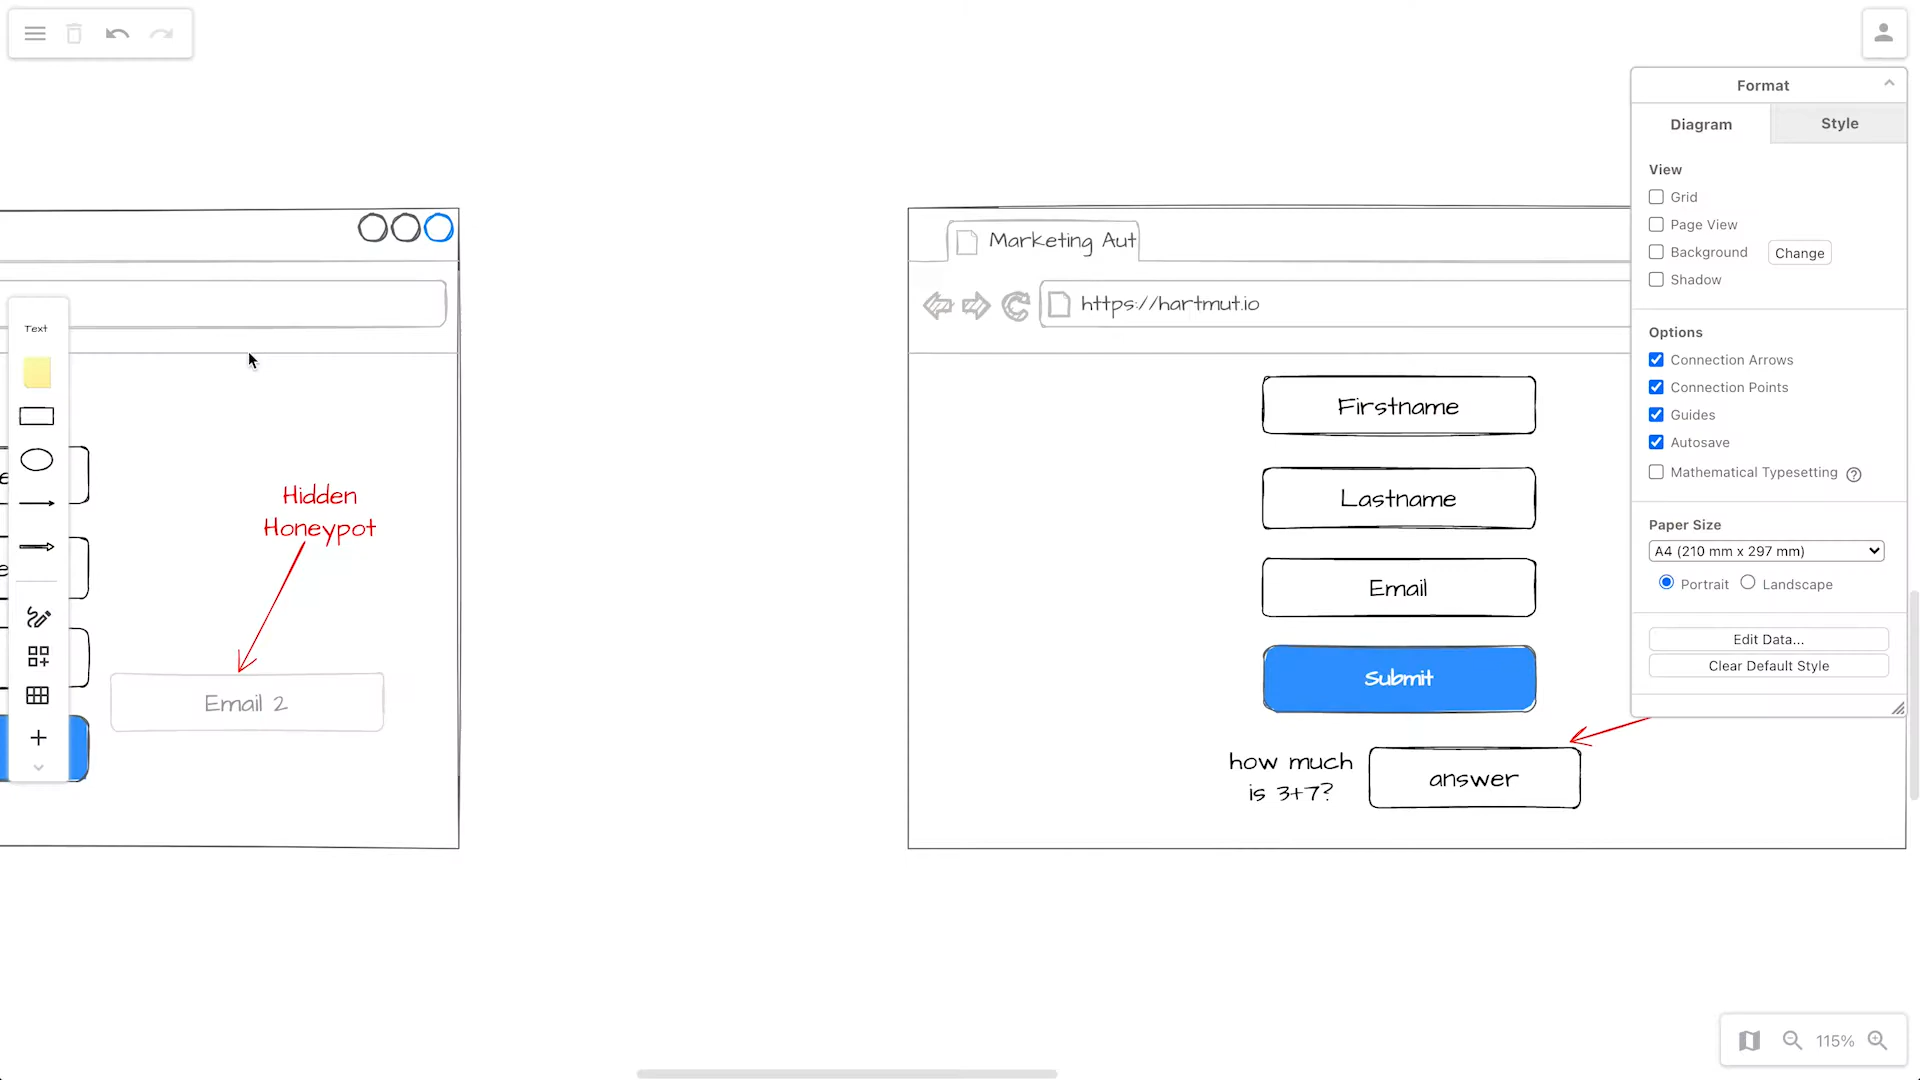 Format
Diagram
Style
View
Grid
Page View
Background
Change
Shadow
Options
Connection Arrows
Connection Points
Guides
Autosave
Mathematical Typesetting
Paper Size
A4 (210 mm x 297 mm)
Portrait
Landscape
Edit Data...
Clear Default Style
Text
Hidden
Honeypot
Email 2
Marketing Aut
https://hartmut.io
Firstname
Lastname
Email
Submit
how much
is 3+7?
answer
115%